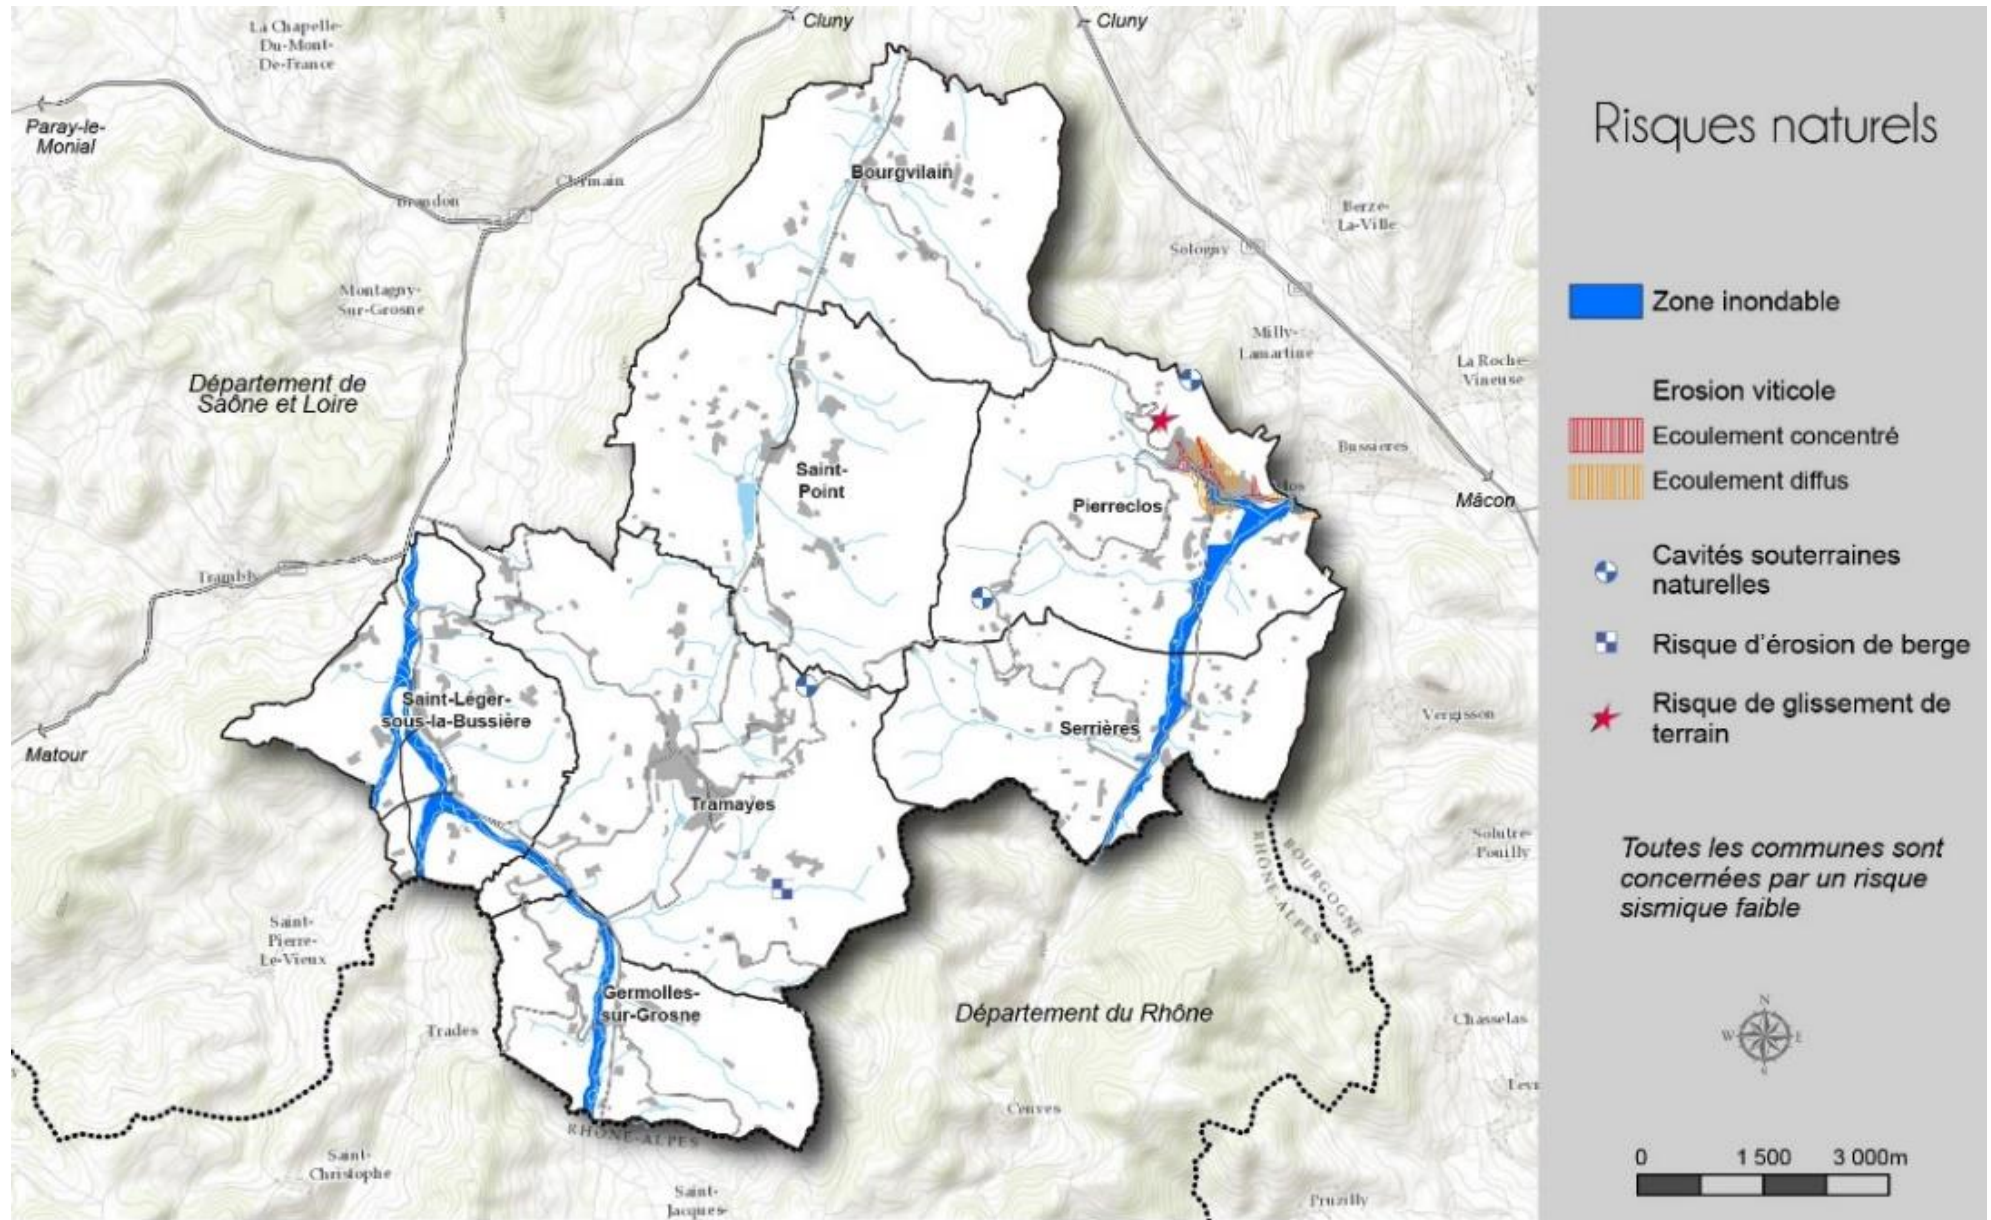 Cluny
Cluny
La Chapelle-
Du-Mont-
De-France
Paray-le-
Monial
Clermain
Brandon
Bourgvilain
Berze-
La-Ville
Sologny
Montagny-
Sur-Grosne
Milly-
Lamartine
La Roche-
Vineuse
Département de
Saône et Loire
Bussieres
Mâcon
Saint-
Point
Pierreclos
Trambly
Matour
Saint-Léger-
sous-la-Bussière
Serrières
Vergisson
Tramayes
Solutre-
Pouilly
BOURGOGNE
RHONE-ALPES
Saint-
Pierre-
Le-Vieux
Germolles-
sur-Grosne
Département du Rhône
Trades
Chasselas
Cenves
RHONE-ALPES
Saint-
Christophe
Saint-
Jacques-
Pruzilly
Risques naturels
Zone inondable
Erosion viticole
Ecoulement concentré
Ecoulement diffus
Cavités souterraines
naturelles
Risque d'érosion de berge
Risque de glissement de
terrain
Toutes les communes sont
concernées par un risque
sismique faible
N
W E
S
0 1 500 3 000m